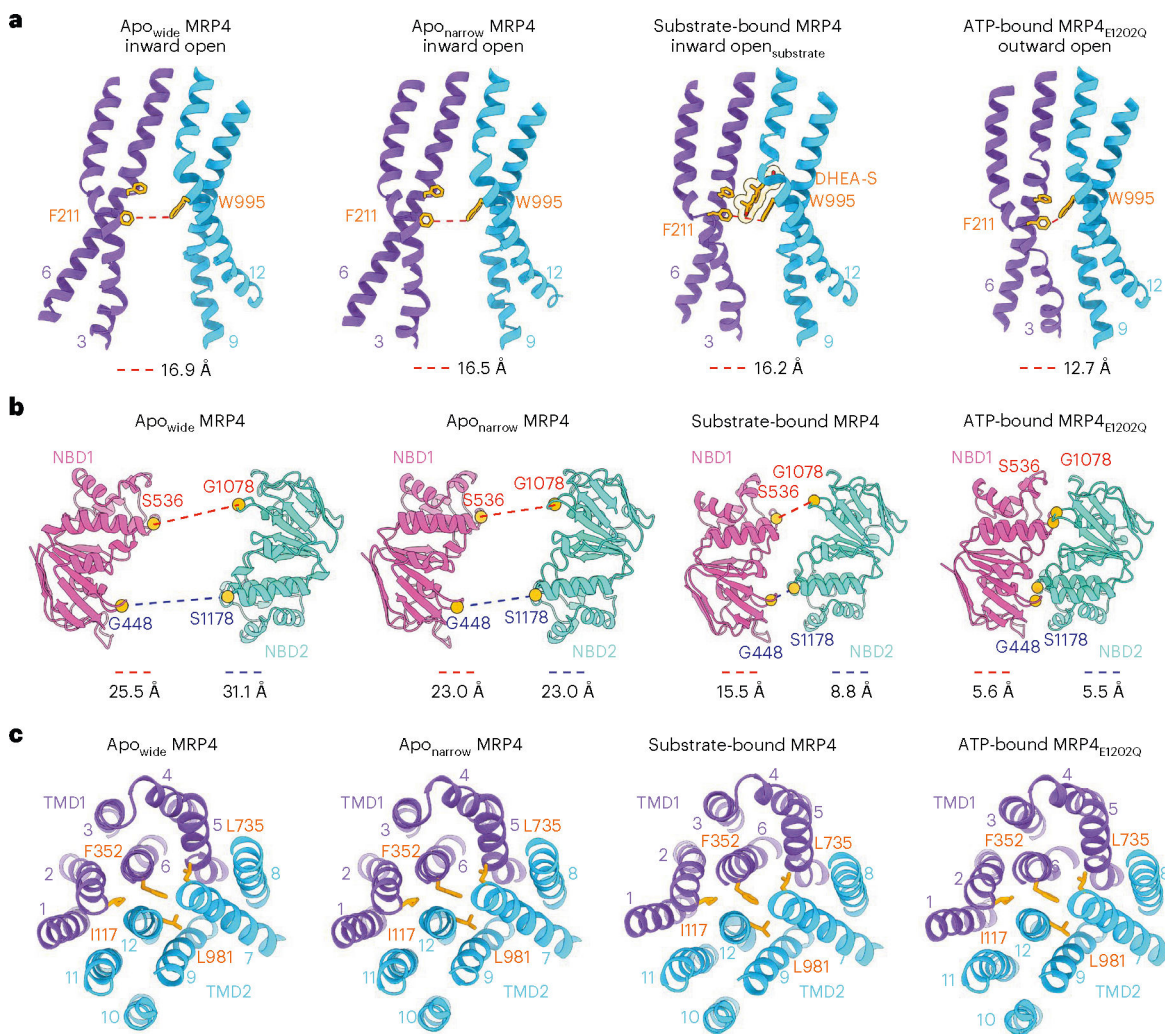 a
Apowide MRP4
inward open
Aponarrow MRP4
inward open
Substrate-bound MRP4
inward opensubstrate
ATP-bound MRP4E1202Q
outward open
F211
W995
6
12
3
9
16.9 Å
F211
W995
6
12
3
9
16.5 Å
DHEA-S
W995
F211
6
12
3
9
16.2 Å
W995
F211
6
12
3
9
12.7 Å
b
Apowide MRP4
Aponarrow MRP4
Substrate-bound MRP4
ATP-bound MRP4E1202Q
NBD1
S536
G1078
G448
S1178
NBD2
25.5 Å
31.1 Å
NBD1
S536
G1078
G448
S1178
NBD2
23.0 Å
23.0 Å
NBD1
G1078
S536
S1178
G448
NBD2
15.5 Å
8.8 Å
NBD1
S536
G1078
G448
S1178
NBD2
5.6 Å
5.5 Å
c
Apowide MRP4
Aponarrow MRP4
Substrate-bound MRP4
ATP-bound MRP4E1202Q
4
TMD1
3
5
L735
F352
6
2
8
1
I117
12
L981
7
11
9
TMD2
10
4
TMD1
3
5
L735
F352
6
2
8
1
I117
12
L981
7
11
9
TMD2
10
4
TMD1
3
5
F352
6
L735
2
8
1
I117
12
7
L981
11
9
TMD2
10
4
TMD1
3
5
F352
L735
6
2
8
1
I117
12
7
L981
11
9
TMD2
10